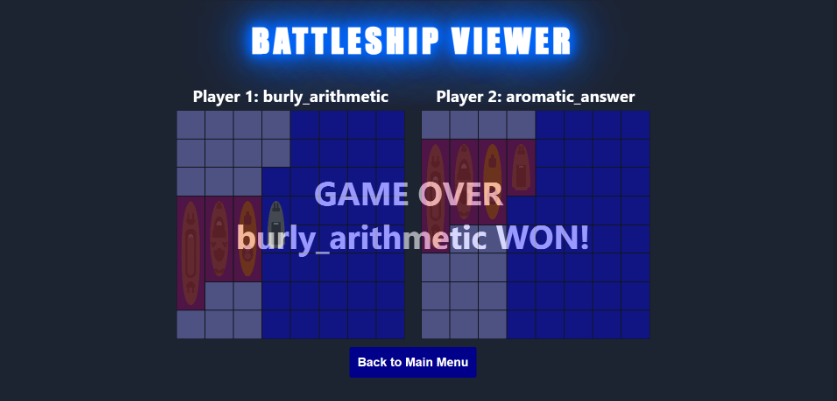 BATTLESHIP VIEWER
Player 1: burly_arithmetic
Player 2: aromatic_answer
GAME OVER
burly_arithmetic WON!
Back to Main Menu